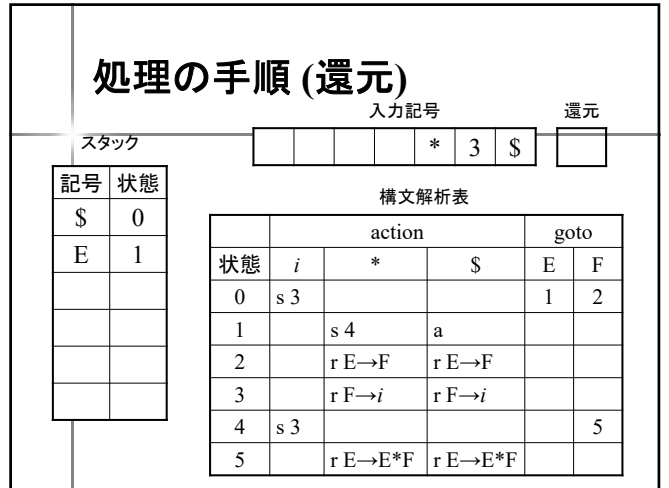 処理の手順 (還元)
入力記号 還元
* 3 $
スタック
記号 状態
$ 0
E 1
構文解析表
action goto
状態 i * $ E F
0 s 3 1 2
1 s 4 a
2 r E→F r E→F
3 r F→i r F→i
4 s 3 5
5 r E→E*F r E→E*F